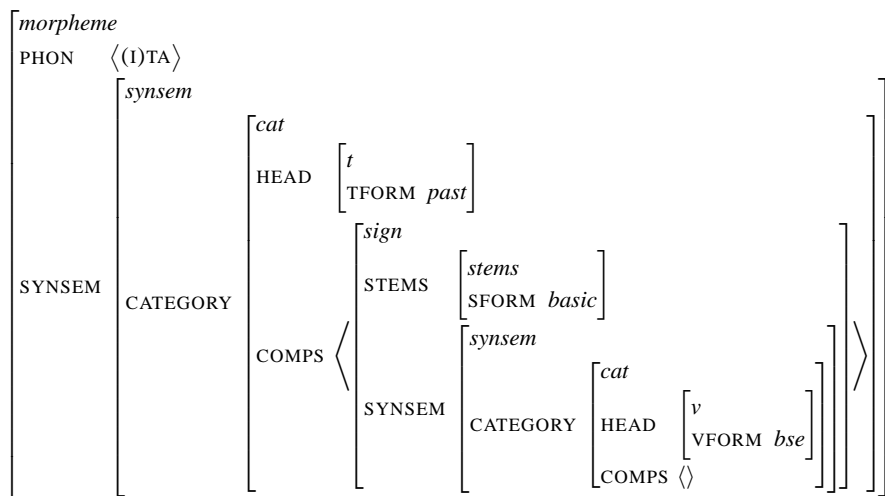 morpheme
PHON ⟨(I)TA⟩
synsem
cat
HEAD
t
TFORM past
sign
STEMS
stems
SFORM basic
SYNSEM CATEGORY
COMPS
synsem
cat
SYNSEM CATEGORY HEAD
v
VFORM bse
COMPS ⟨⟩